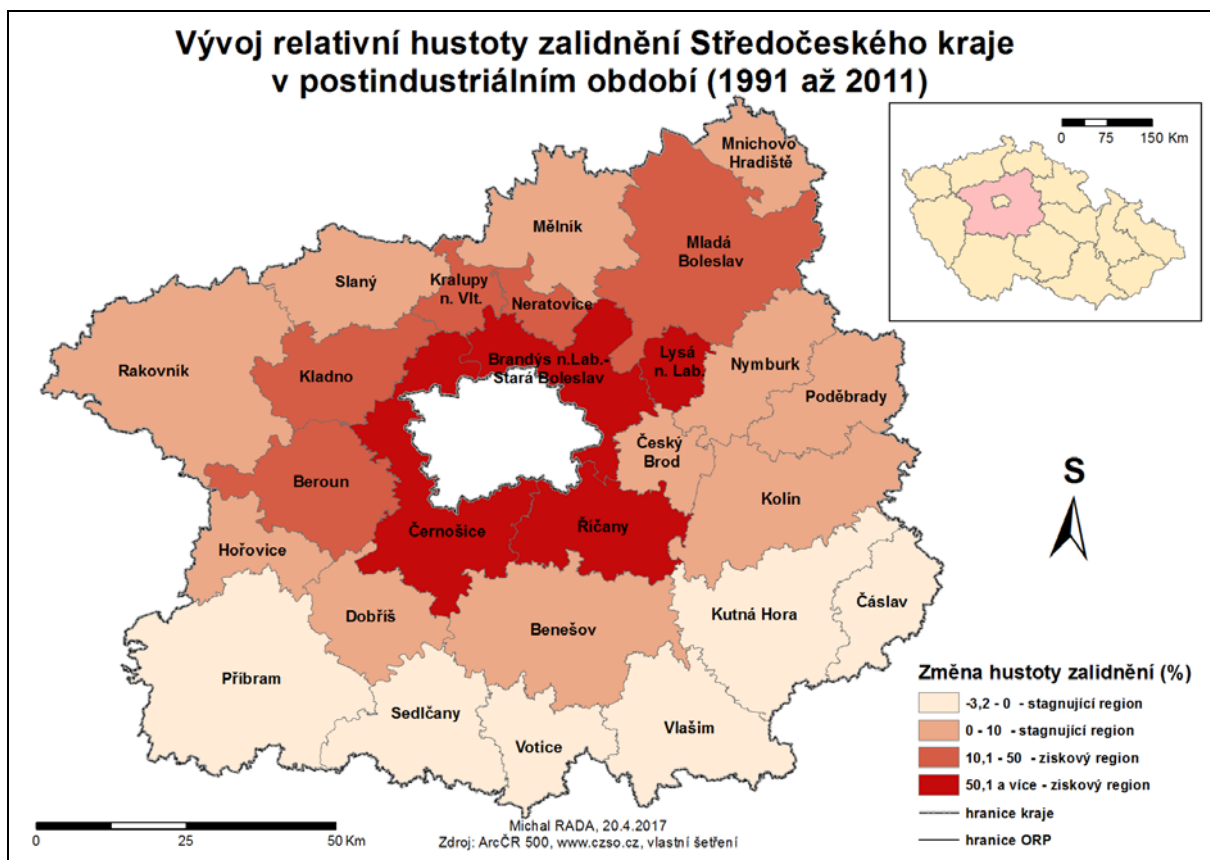 Vývoj relativní hustoty zalidnění Středočeského kraje
v postindustriálním období (1991 až 2011)
0 75 150 Km
Mnichovo
Hradiště
Mělník
Mladá
Boleslav
Slaný
Kralupy
n. Vlt.
Neratovice
Rakovník
Kladno
Brandýs n.Lab.-
Stará Boleslav
Lysá
n. Lab.
Nymburk
Poděbrady
Český
Brod
Beroun
Kolín
S
Černošice
Říčany
Hořovice
Dobříš
Benešov
Kutná Hora
Čáslav
Příbram
Sedlčany
Votice
Vlašim
Změna hustoty zalidnění (%)
-3,2 - 0 - stagnující region
0 - 10 - stagnující region
10,1 - 50 - ziskový region
50,1 a více - ziskový region
hranice kraje
hranice ORP
0 25 50 Km
Michal RADA, 20.4.2017
Zdroj: ArcČR 500, www.czso.cz, vlastní šetření